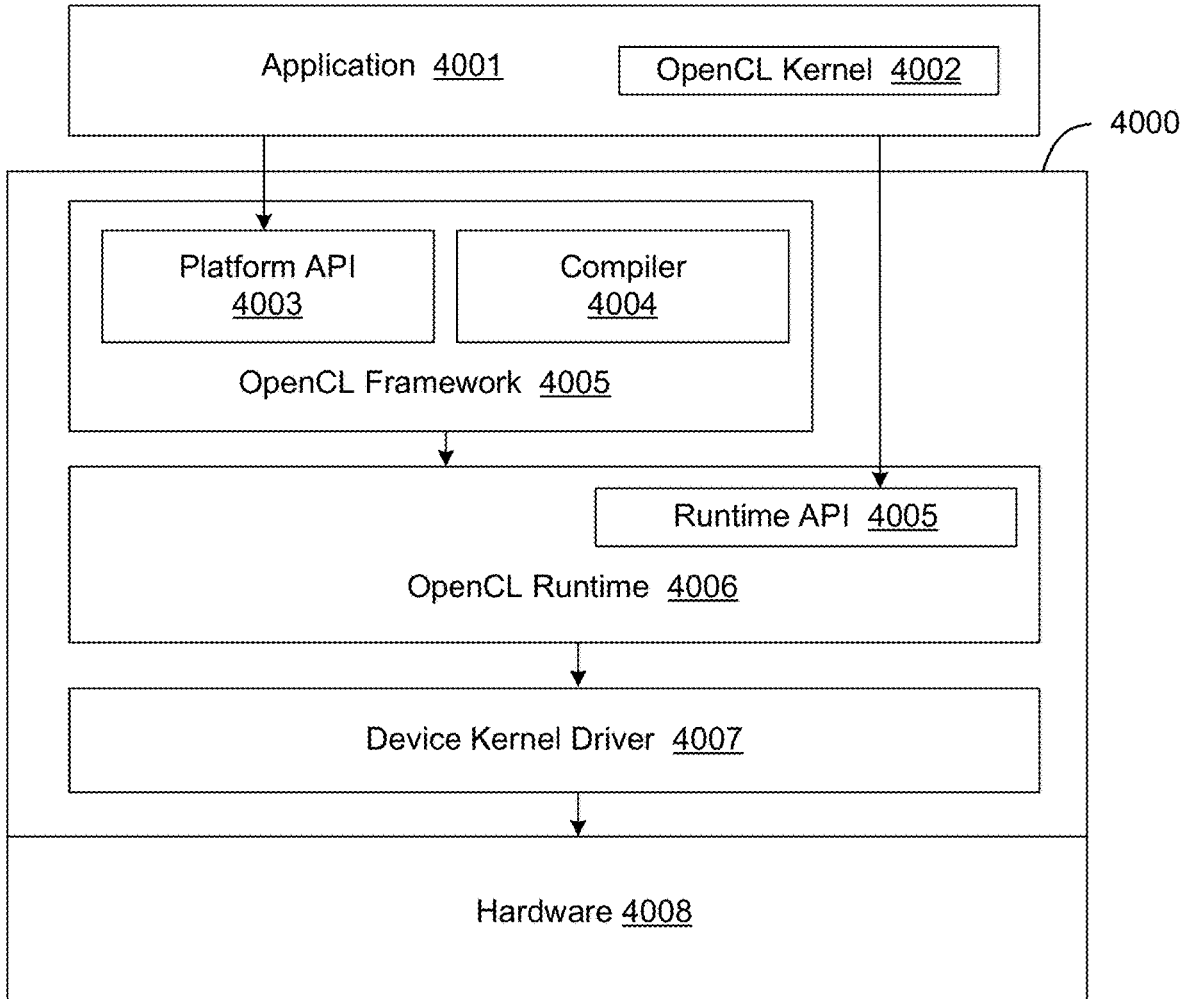 Application 4001
OpenCL Kernel 4002
4000
Platform API
4003
Compiler
4004
OpenCL Framework 4005
Runtime API 4005
OpenCL Runtime 4006
Device Kernel Driver 4007
Hardware 4008